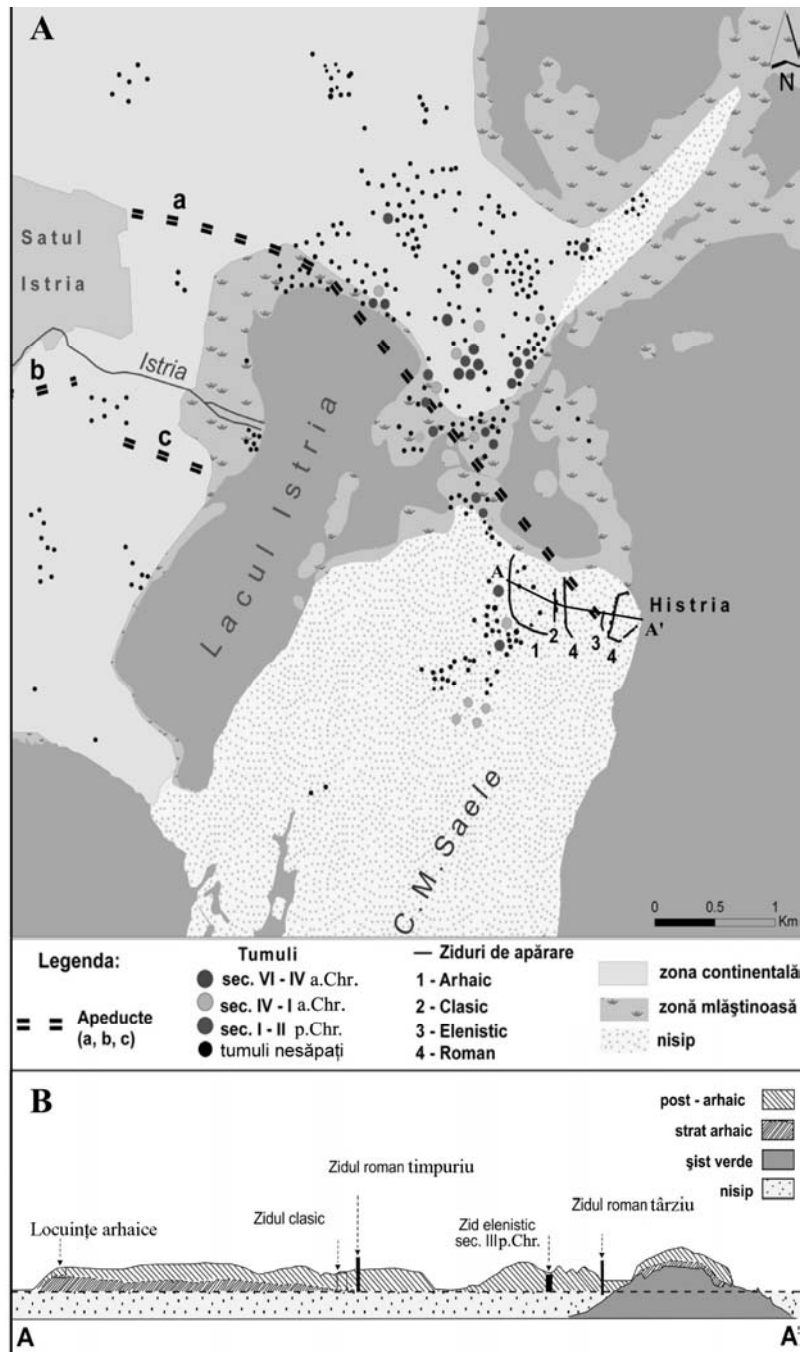 A
N
a
Satul
Istria
Istria
b
c
Lacul Istria
A
Histria
A'
1
2
4
3
4
C. M. Saele
0 0.5 1
Km
Legenda:
Apeducte
(a, b, c)
Tumuli
sec. VI - IV a.Chr.
sec. IV - I a.Chr.
sec. I - II p.Chr.
tumuli nesăpați
Ziduri de apărare
1 - Arhaic
2 - Clasic
3 - Elenistic
4 - Roman
zona continentală
zonă mlăștinoasă
nisip
B
post - arhaic
strat arhaic
șist verde
nisip
Zidul roman timpuriu
Zidul roman târziu
Locuințe arhaice
Zidul clasic
Zid elenistic
sec. III p.Chr.
A
A'